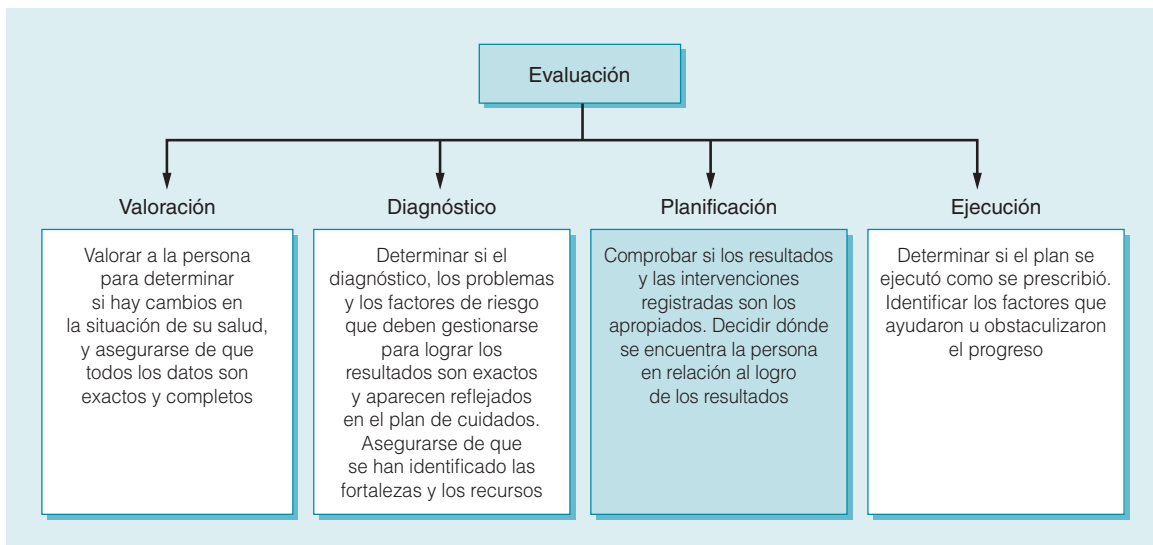 Evaluación
Valoración
Valorar a la persona
para determinar
si hay cambios en
la situación de su salud,
y asegurarse de que
todos los datos son
exactos y completos
Diagnóstico
Determinar si el
diagnóstico, los problemas
y los factores de riesgo
que deben gestionarse
para lograr los
resultados son exactos
y aparecen reflejados
en el plan de cuidados.
Asegurarse de que
se han identificado las
fortalezas y los recursos
Planificación
Comprobar si los resultados
y las intervenciones
registradas son los
apropiados. Decidir dónde
se encuentra la persona
en relación al logro
de los resultados
Ejecución
Determinar si el plan se
ejecutó como se prescribió.
Identificar los factores que
ayudaron u obstaculizaron
el progreso